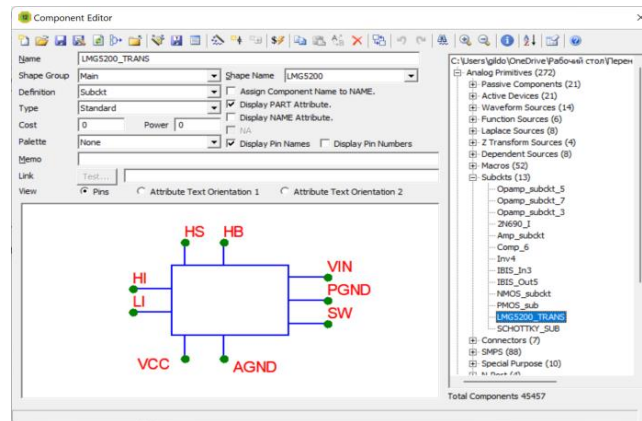 Component Editor
Name LMG5200_TRANS
Shape Group Main Shape Name LMG5200
Definition Subckt Assign Component Name to NAME.
Type Standard Display PART Attribute.
Display NAME Attribute.
Cost 0 Power 0 NA
Palette None Display Pin Names Display Pin Numbers
Memo
Link Test...
View Pins Attribute Text Orientation 1 Attribute Text Orientation 2
HS HB
VIN
HI
PGND
LI
SW
VCC AGND
C:\Users\gildo\OneDrive\Рабочий стол\Перен
Analog Primitives (272)
Passive Components (21)
Active Devices (21)
Waveform Sources (14)
Function Sources (6)
Laplace Sources (8)
Z Transform Sources (4)
Dependent Sources (8)
Macros (52)
Subckts (13)
Opamp_subckt_5
Opamp_subckt_7
Opamp_subckt_3
2N690_I
Amp_subckt
Comp_6
Inv4
IBIS_In3
IBIS_Out5
NMOS_subckt
PMOS_sub
LMG5200_TRANS
SCHOTTKY_SUB
Connectors (7)
SMPS (88)
Special Purpose (10)
Total Components 45457